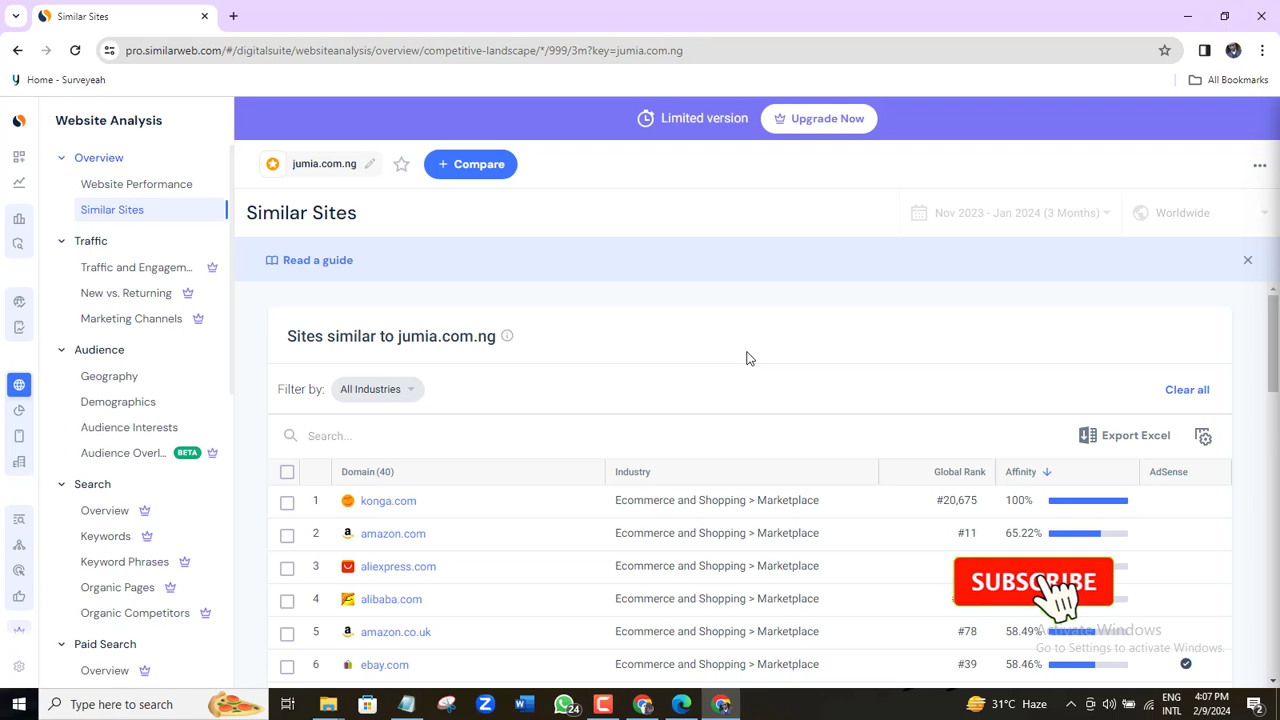 Similar Sites
pro.similarweb.com/#/digitalsuite/websiteanalysis/overview/competitive-landscape/*/999/3m?key=jumia.com.ng
Home - Surveyeah
All Bookmarks
Website Analysis
Overview
Website Performance
Similar Sites
Traffic
Traffic and Engagem...
New vs. Returning
Marketing Channels
Audience
Geography
Demographics
Audience Interests
Audience Overl... BETA
Search
Overview
Keywords
Keyword Phrases
Organic Pages
Organic Competitors
Paid Search
Overview
Limited version Upgrade Now
jumia.com.ng + Compare
Similar Sites Nov 2023 - Jan 2024 (3 Months) Worldwide
Read a guide
Sites similar to jumia.com.ng
Filter by: All Industries Clear all
Search... Export Excel
Domain (40) Industry Global Rank Affinity AdSense
1 konga.com Ecommerce and Shopping > Marketplace #20,675 100%
2 amazon.com Ecommerce and Shopping > Marketplace #11 65.22%
3 aliexpress.com Ecommerce and Shopping > Marketplace
4 alibaba.com Ecommerce and Shopping > Marketplace
SUBSCRIBE
5 amazon.co.uk Ecommerce and Shopping > Marketplace #78 58.49%
6 ebay.com Ecommerce and Shopping > Marketplace #39 58.46%
Activate Windows
Go to Settings to activate Windows.
Type here to search
24
31°C Haze
ENG
INTL
4:07 PM
2/9/2024
2